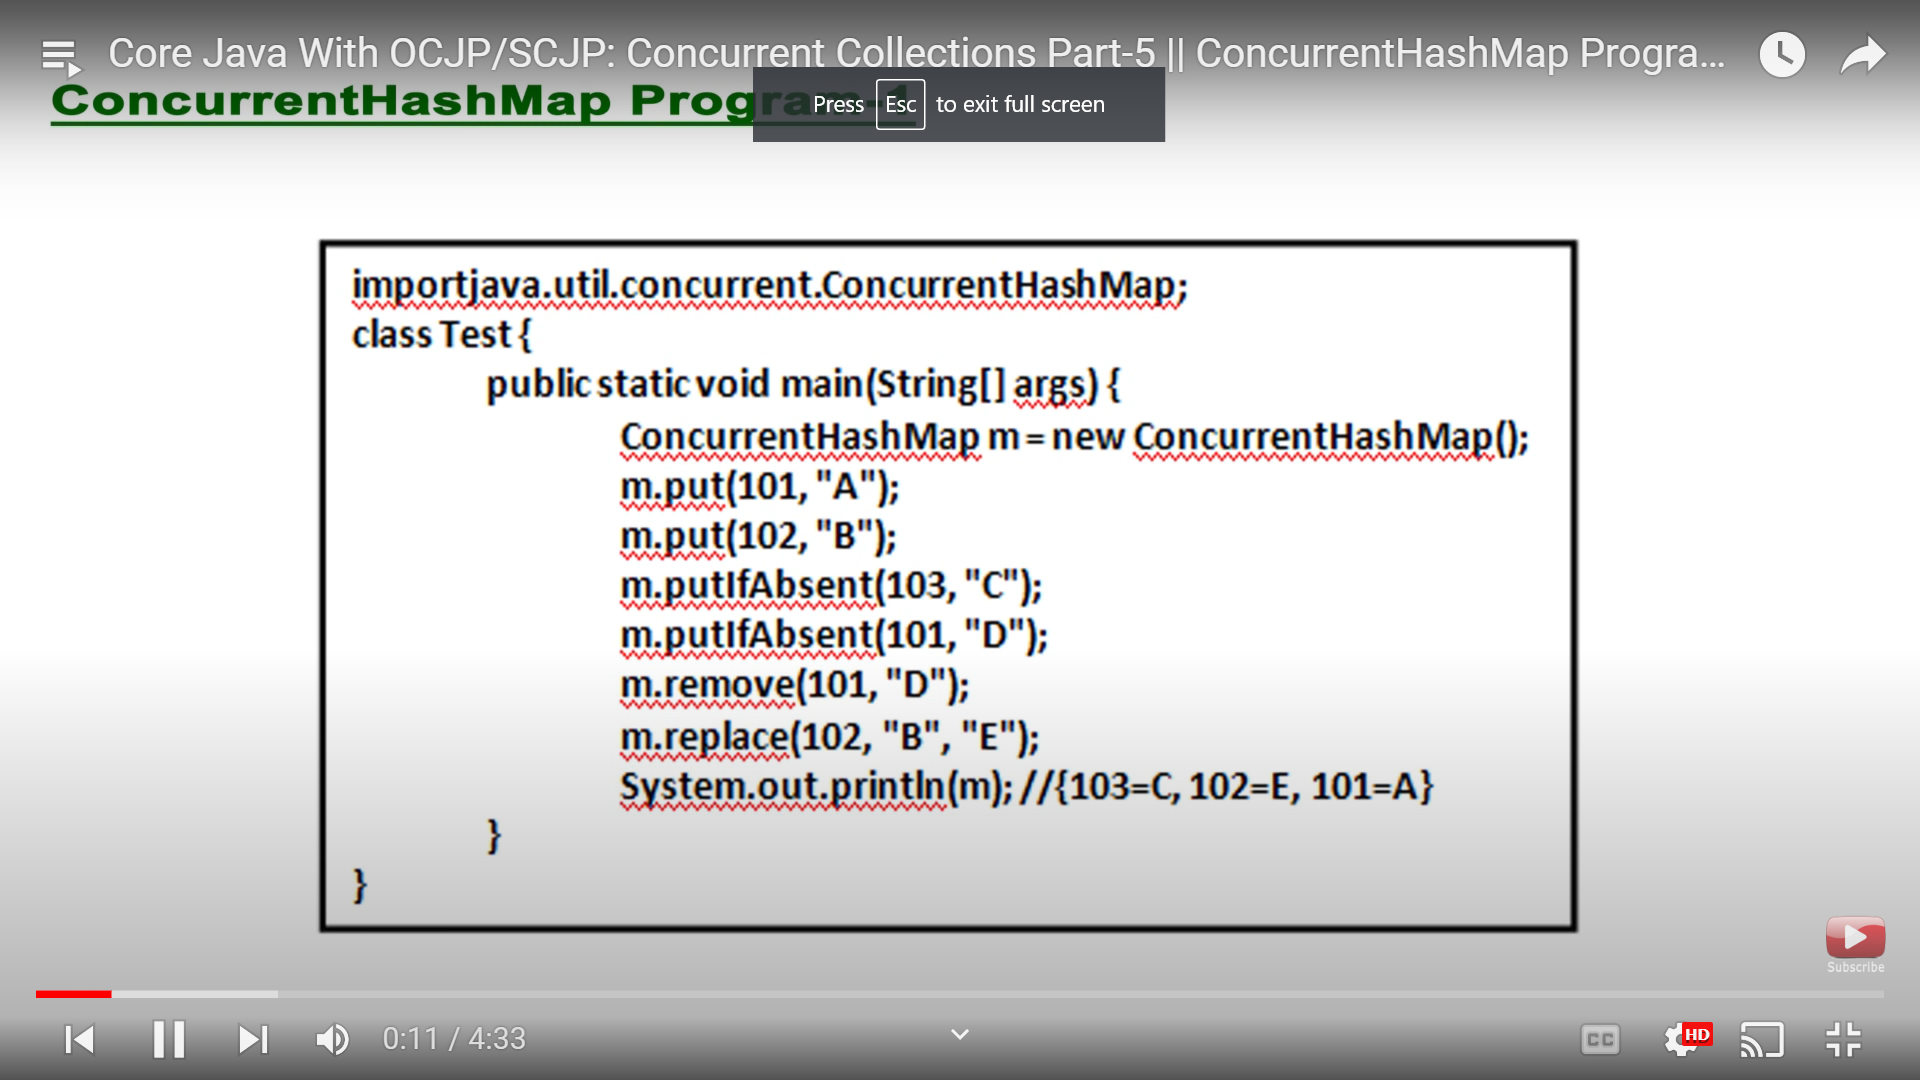 Core Java With OCJP/SCJP: Concurrent Collections Part-5 || ConcurrentHashMap Progra...
ConcurrentHashMap Program-1
Press Esc to exit full screen
importjava.util.concurrent.ConcurrentHashMap;
class Test {
public static void main(String[] args) {
ConcurrentHashMap m = new ConcurrentHashMap();
m.put(101, "A");
m.put(102, "B");
m.putIfAbsent(103, "C");
m.putIfAbsent(101, "D");
m.remove(101, "D");
m.replace(102, "B", "E");
System.out.println(m); //{103=C, 102=E, 101=A}
}
}
Subscribe
0:11 / 4:33
CC
HD